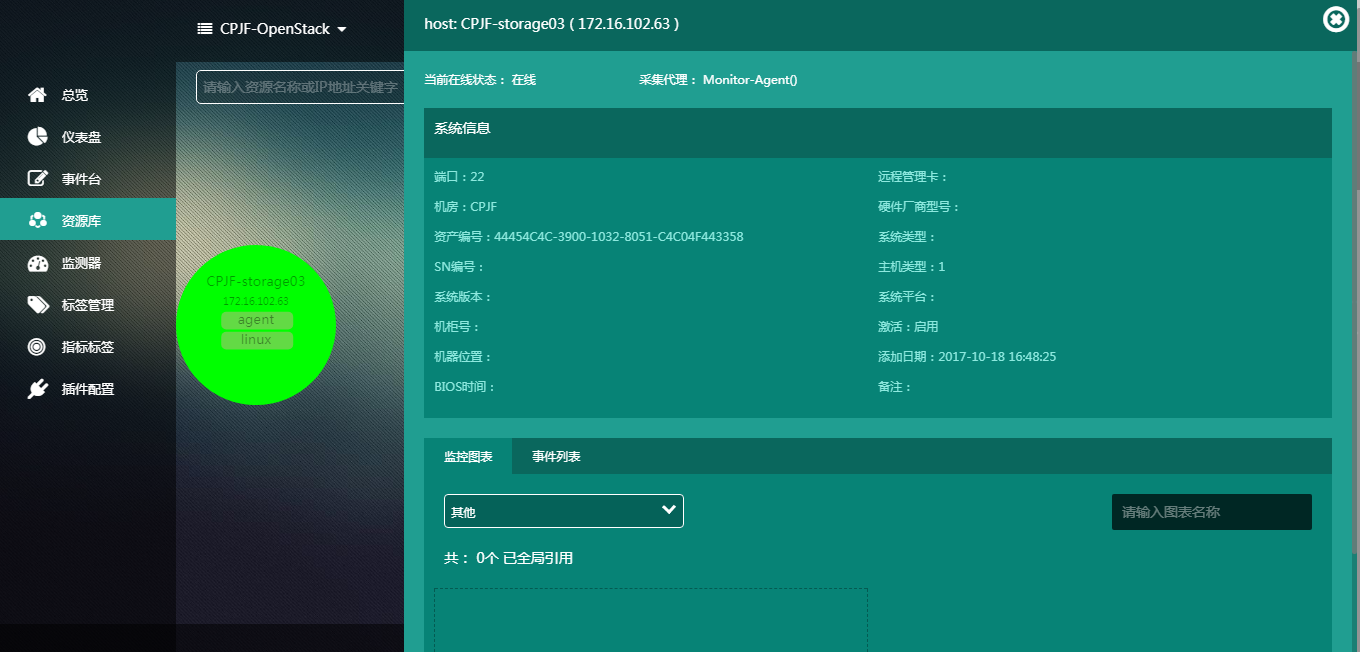 CPJF-OpenStack
请输入资源名称或IP地址关键字
总览
仪表盘
事件台
资源库
监测器
标签管理
指标标签
插件配置
CPJF-storage03
172.16.102.63
agent
linux
host: CPJF-storage03 ( 172.16.102.63 )
当前在线状态： 在线
采集代理： Monitor-Agent()
系统信息
端口：22
远程管理卡：
机房：CPJF
硬件厂商型号：
资产编号：44454C4C-3900-1032-8051-C4C04F443358
系统类型：
SN编号：
主机类型：1
系统版本：
系统平台：
机柜号：
激活：启用
机器位置：
添加日期：2017-10-18 16:48:25
BIOS时间：
备注：
监控图表
事件列表
其他
请输入图表名称
共： 0个 已全局引用